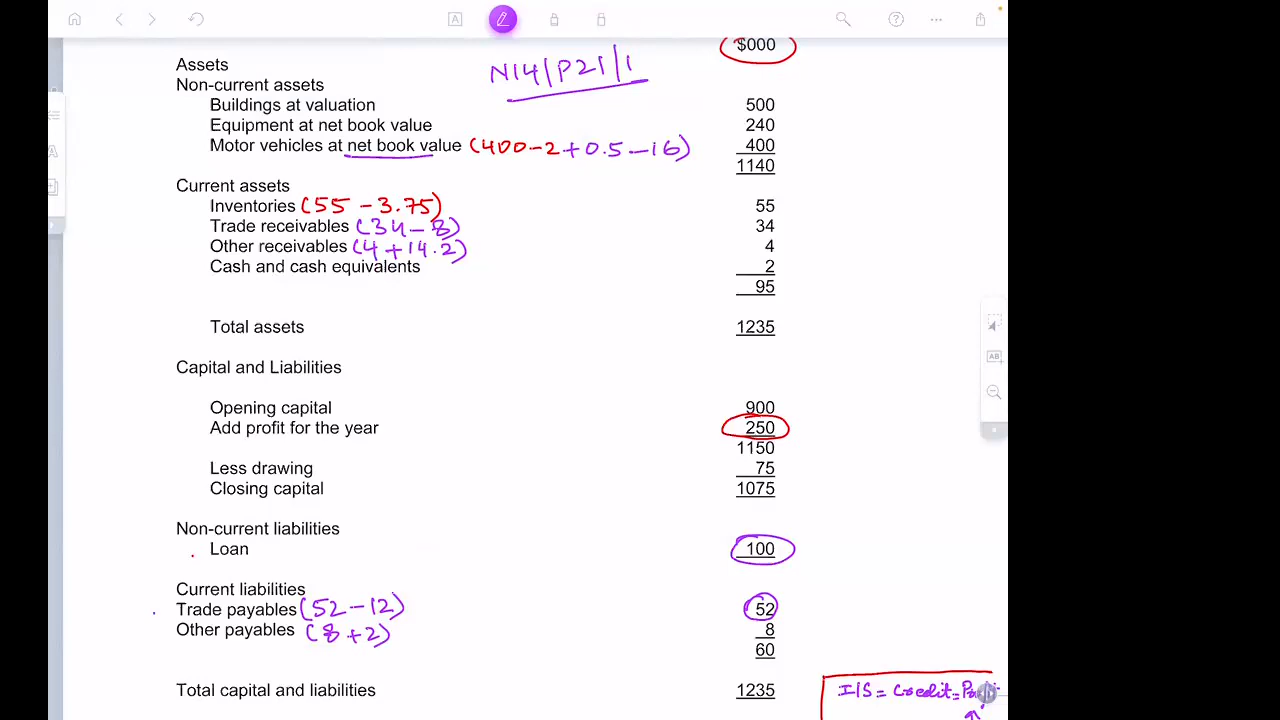 $000
Assets
N14/P21/1
Non-current assets
Buildings at valuation 500
Equipment at net book value 240
Motor vehicles at net book value (400-2+0.5-16) 400
1140
Current assets
Inventories (55 -3.75) 55
Trade receivables (34-8) 34
Other receivables (4+14.2) 4
Cash and cash equivalents 2
95
Total assets 1235
Capital and Liabilities
Opening capital 900
Add profit for the year 250
1150
Less drawing 75
Closing capital 1075
Non-current liabilities
Loan 100
Current liabilities
Trade payables (52-12) 52
Other payables (8+2) 8
60
Total capital and liabilities 1235
I/S = Credit =